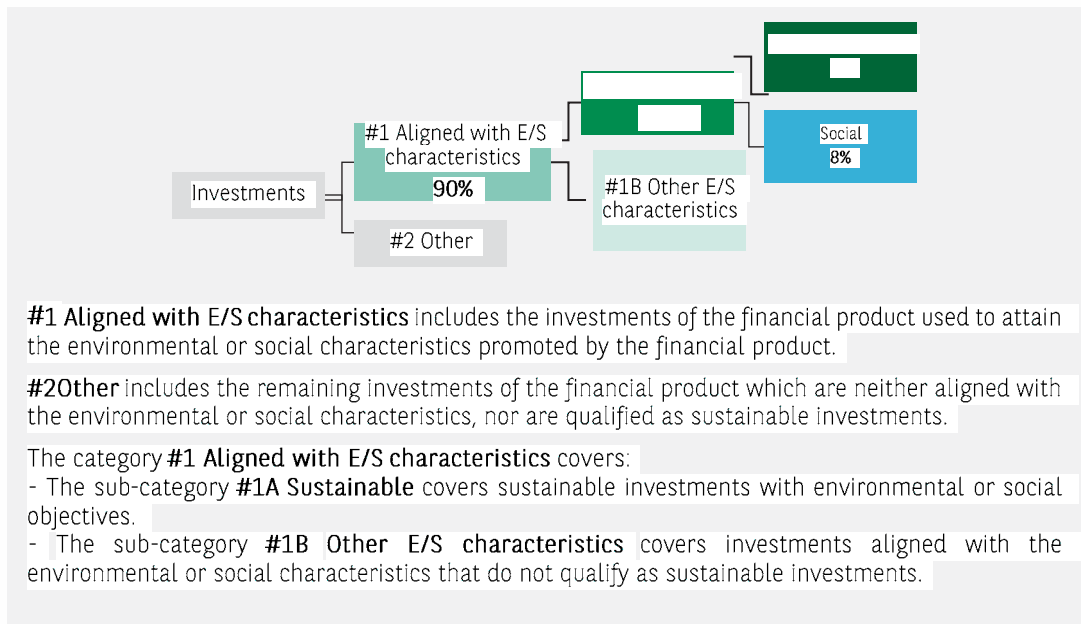 Social
8%
#1 Aligned with E/S
characteristics
90%
Investments
#1B Other E/S
characteristics
#2 Other
#1 Aligned with E/S characteristics includes the investments of the financial product used to attain
the environmental or social characteristics promoted by the financial product.
#2Other includes the remaining investments of the financial product which are neither aligned with
the environmental or social characteristics, nor are qualified as sustainable investments.
The category #1 Aligned with E/S characteristics covers:
- The sub-category #1A Sustainable covers sustainable investments with environmental or social
objectives.
- The sub-category #1B Other E/S characteristics covers investments aligned with the
environmental or social characteristics that do not qualify as sustainable investments.